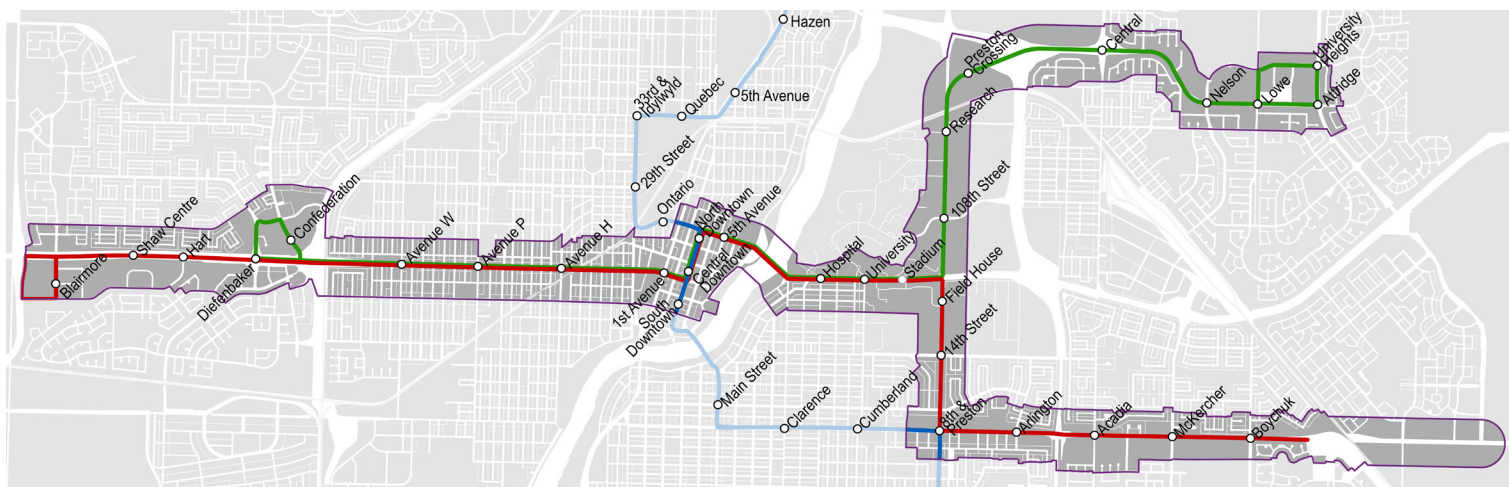 Hazen
5th Avenue
Quebec
33rd &
Idylwyld
29th Street
Ontario
North
Downtown
5th Avenue
Central
Downtown
South
Downtown
1st Avenue
Avenue H
Avenue P
Avenue W
Confederation
Diefenbaker
Hart
Shaw Centre
Blairmore
Hospital
University
Stadium
Field House
14th Street
108th Street
Research
Preston
Crossing
Central
Nelson
Lowe
University
Heights
Attridge
Main Street
Clarence
Cumberland
8th &
Preston
Arlington
Acadia
McKercher
Boychuk